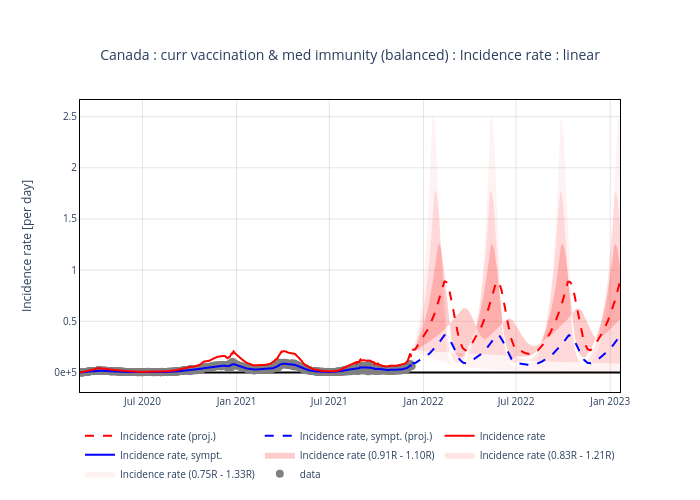 Canada : curr vaccination & med immunity (balanced) : Incidence rate : linear
Incidence rate [per day]
2.5
2
1.5
1
0.5
0e+5
Jul 2020
Jan 2021
Jul 2021
Jan 2022
Jul 2022
Jan 2023
Incidence rate (proj.)
Incidence rate, sympt. (proj.)
Incidence rate
Incidence rate, sympt.
Incidence rate (0.91R - 1.10R)
Incidence rate (0.83R - 1.21R)
Incidence rate (0.75R - 1.33R)
data